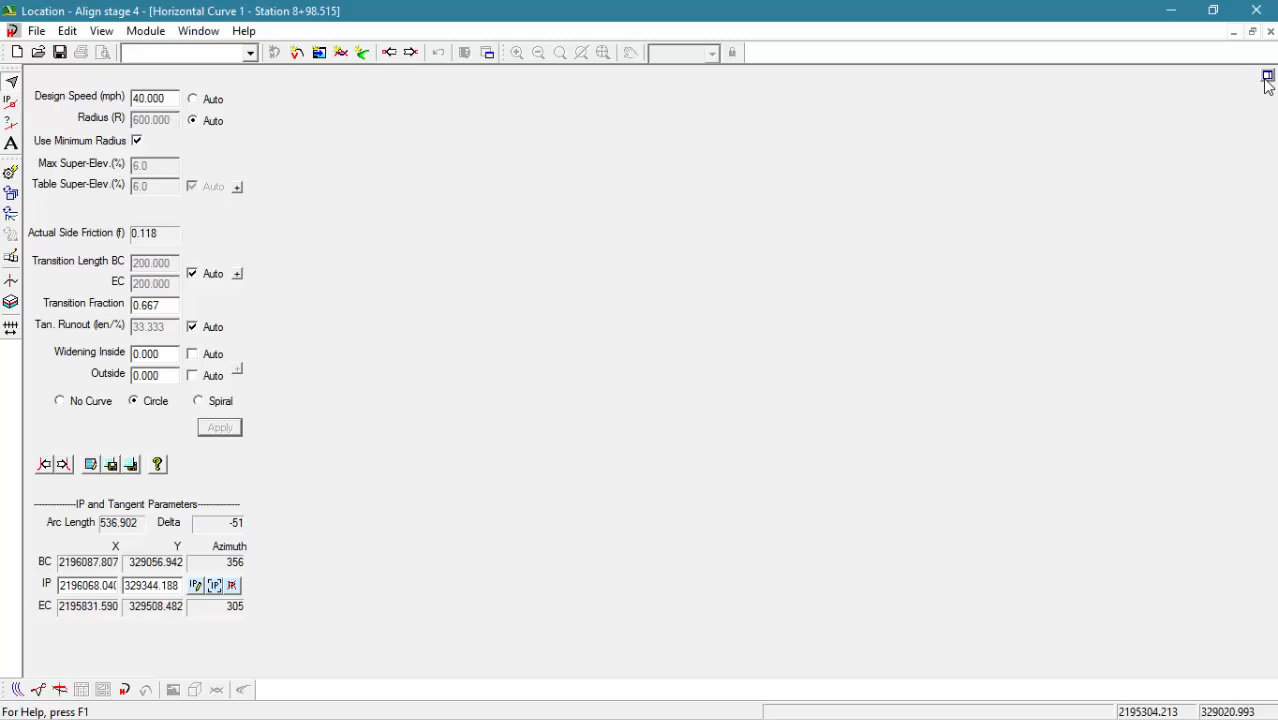 Location - Align stage 4 - [Horizontal Curve 1 - Station 8+98.515]
File Edit View Module Window Help
Design Speed (mph) 40.000 Auto
Radius (R) 600.000 Auto
Use Minimum Radius
Max Super-Elev.(%) 6.0
Table Super-Elev.(%) 6.0 Auto +
Actual Side Friction (f) 0.118
Transition Length BC 200.000
Auto +
EC 200.000
Transition Fraction 0.667
Tan. Runout (len/%) 33.333 Auto
Widening Inside 0.000 Auto
+
Outside 0.000 Auto
No Curve Circle Spiral
Apply
---------------IP and Tangent Parameters--------------
Arc Length 536.902 Delta -51
X Y Azimuth
BC 2196087.807 329056.942 356
IP 2196068.04 329344.188 IP [IP]
EC 2195831.590 329508.482 305
For Help, press F1 2195304.213 329020.993